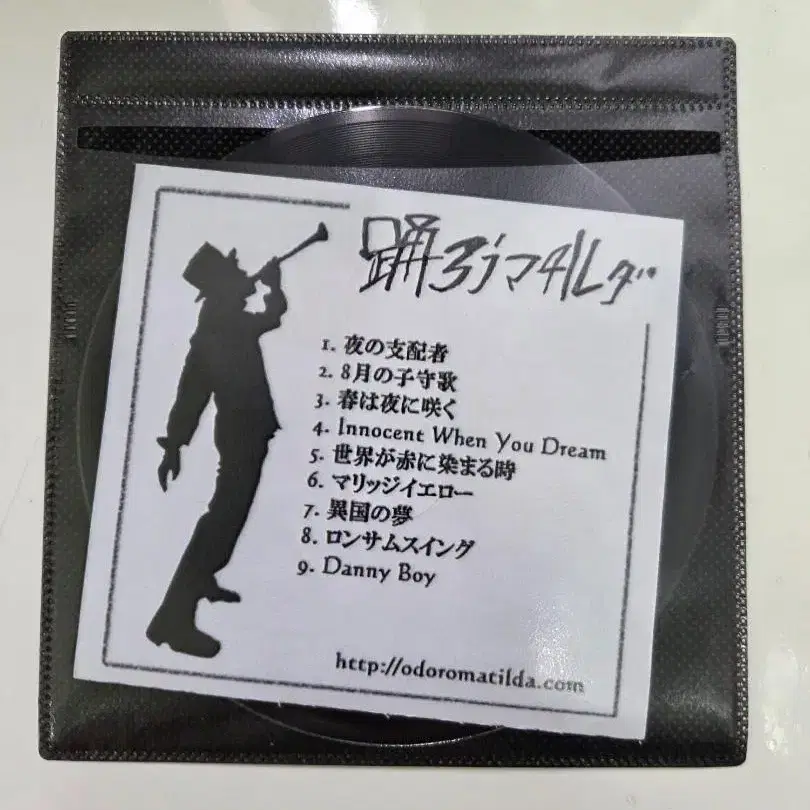 踊ろうマチルダ
1. 夜の支配者
2. 8月の子守歌
3. 春は夜に咲く
4. Innocent When You Dream
5. 世界が赤に染まる時
6. マリッジイエロー
7. 異国の夢
8. ロンサムスイング
9. Danny Boy
http://odoromatilda.com